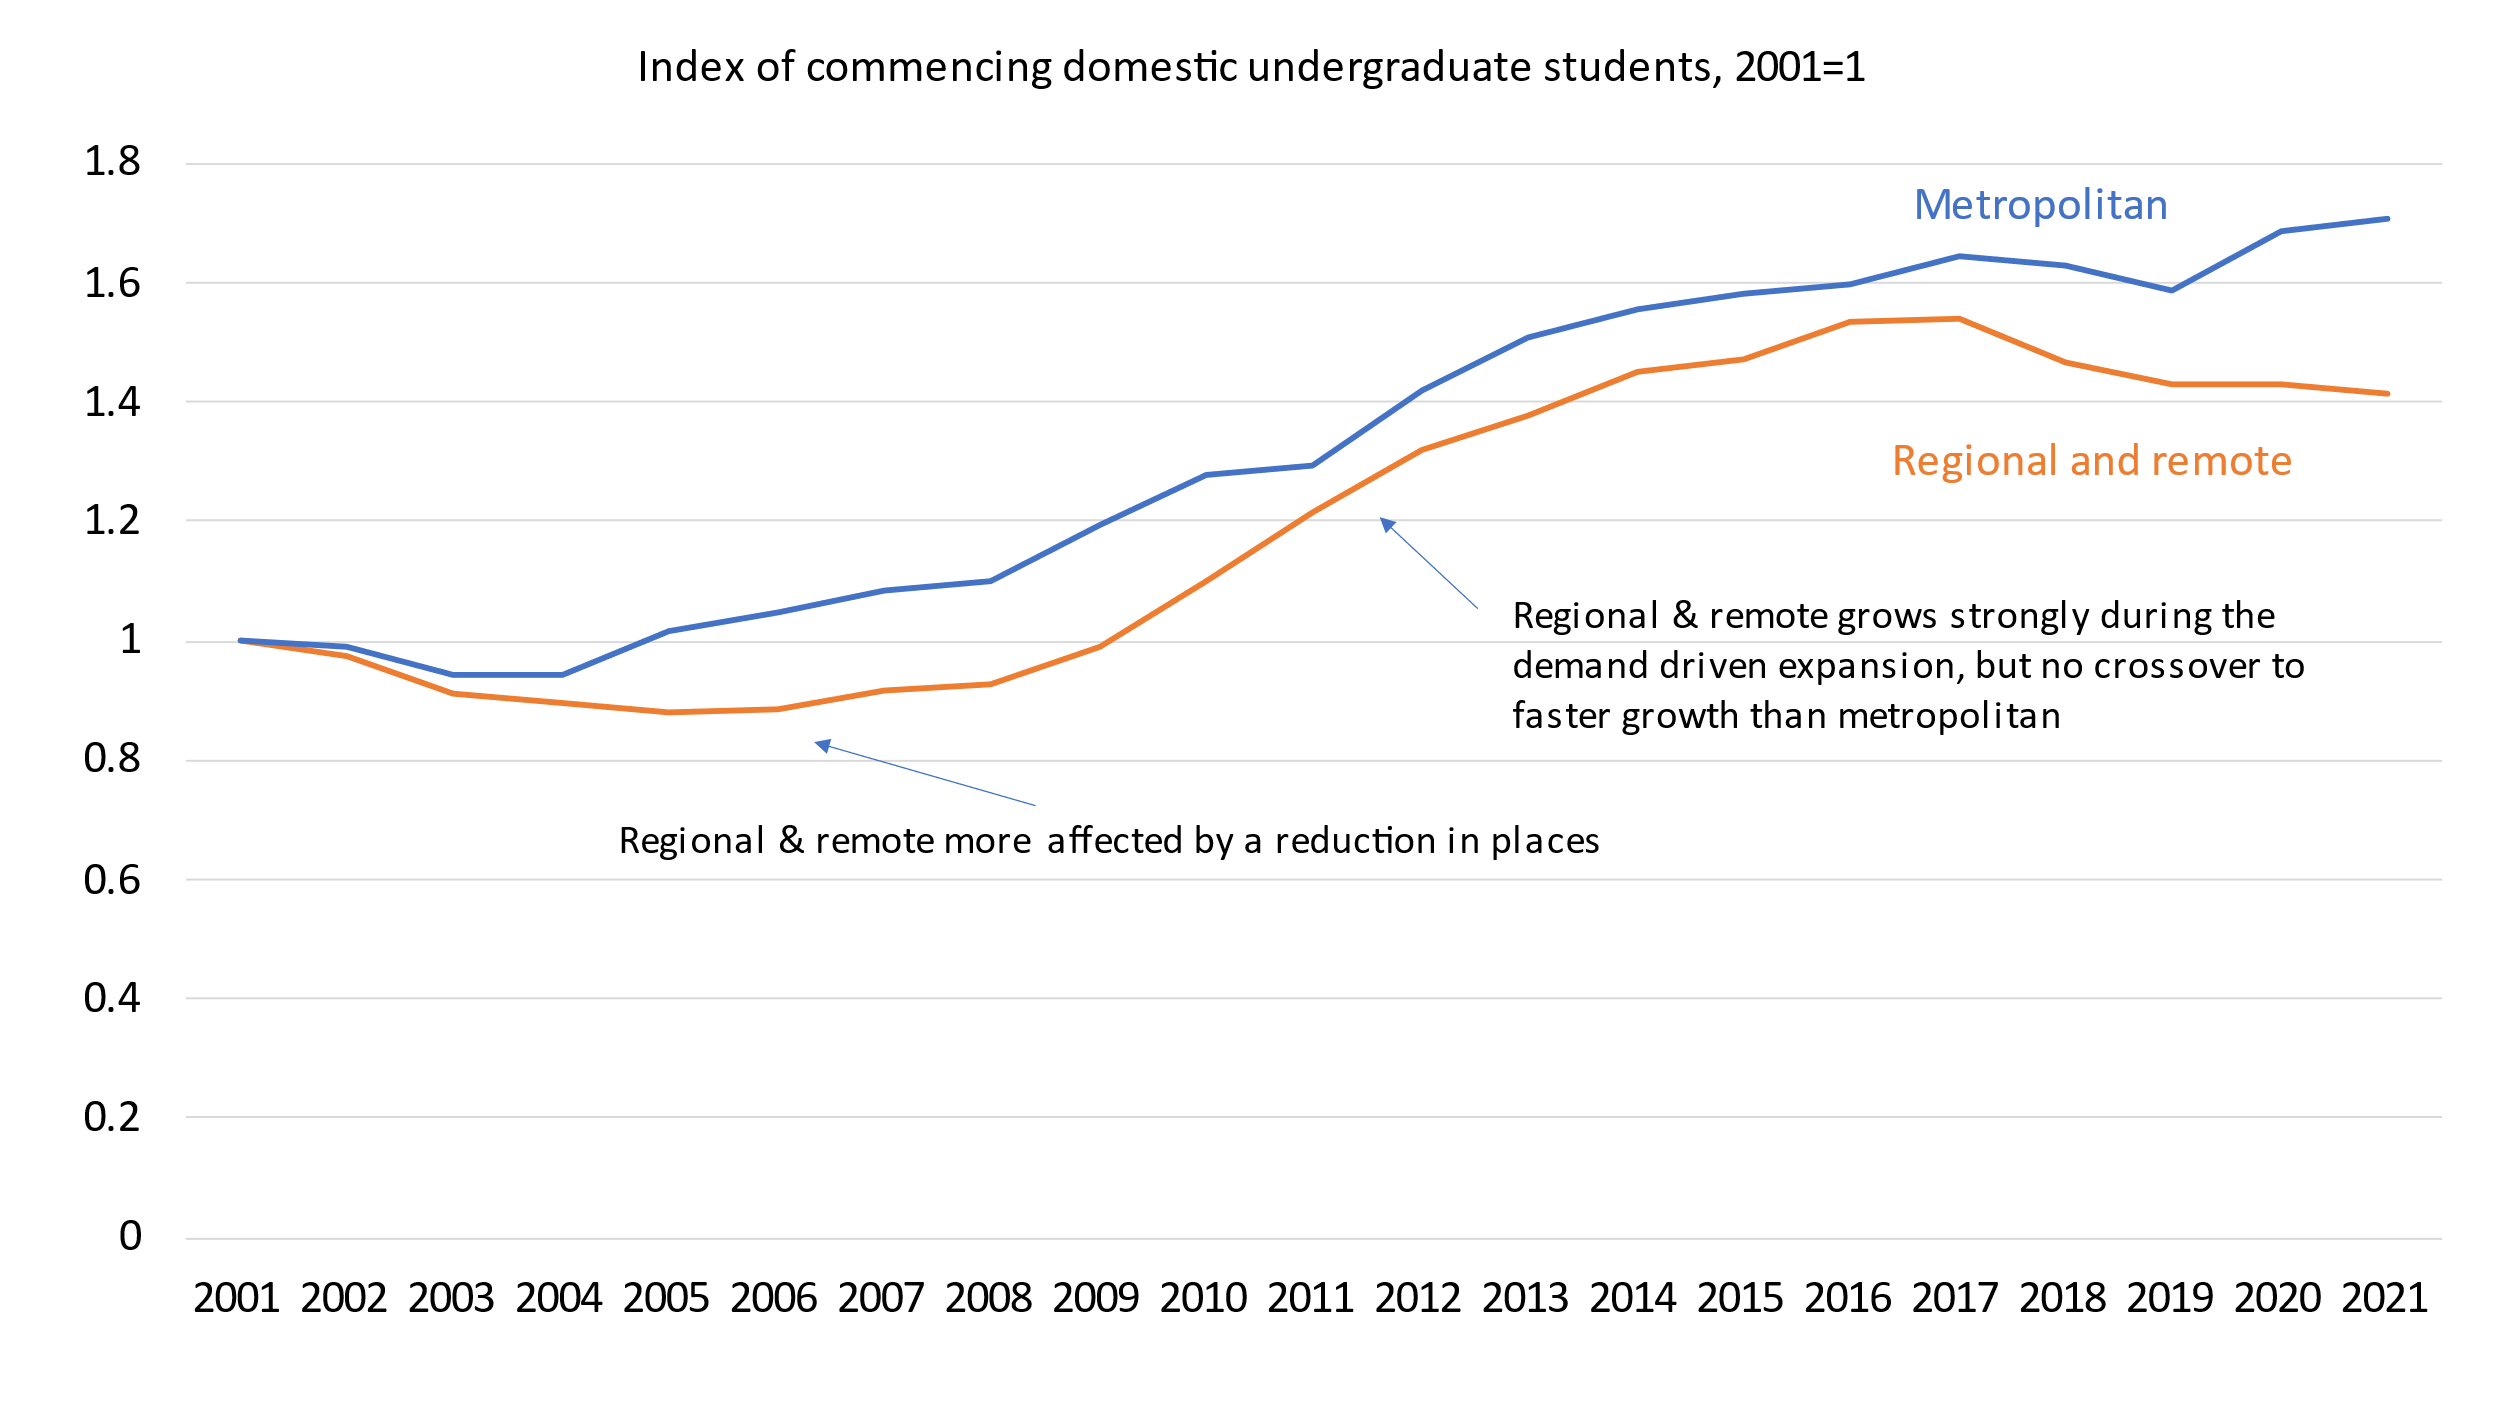 Index of commencing domestic undergraduate students, 2001=1
1.8
Metropolitan
1.6
1.4
Regional and remote
1.2
Regional & remote grows strongly during the
demand driven expansion, but no crossover to
faster growth than metropolitan
1
0.8
Regional & remote more affected by a reduction in places
0.6
0.4
0.2
0
2001 2002 2003 2004 2005 2006 2007 2008 2009 2010 2011 2012 2013 2014 2015 2016 2017 2018 2019 2020 2021